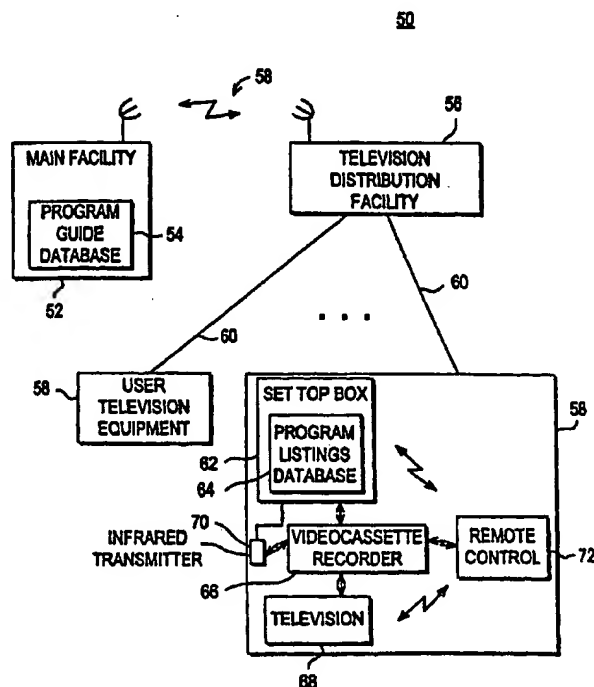 50
58
58
MAIN FACILITY
TELEVISION
DISTRIBUTION
FACILITY
PROGRAM
GUIDE
DATABASE
54
52
60
60
58
USER
TELEVISION
EQUIPMENT
SET TOP BOX
58
PROGRAM
LISTINGS
DATABASE
62
64
70
INFRARED
TRANSMITTER
VIDEOCASSETTE
RECORDER
REMOTE
CONTROL
72
66
TELEVISION
68